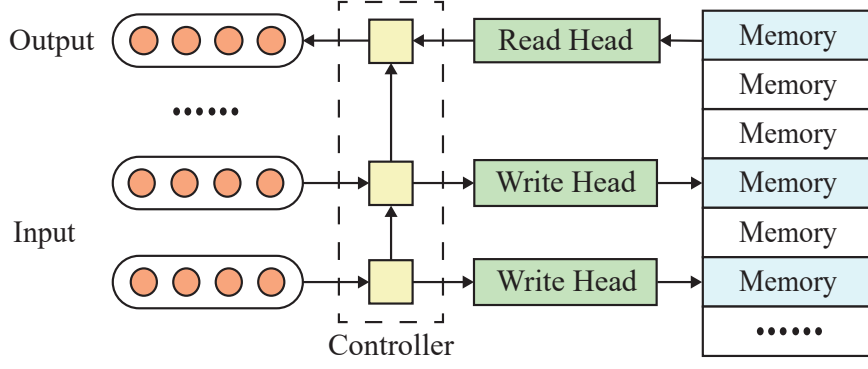 Output
Read Head
Memory
Memory
Memory
......
Write Head
Memory
Input
Memory
Write Head
Memory
......
Controller